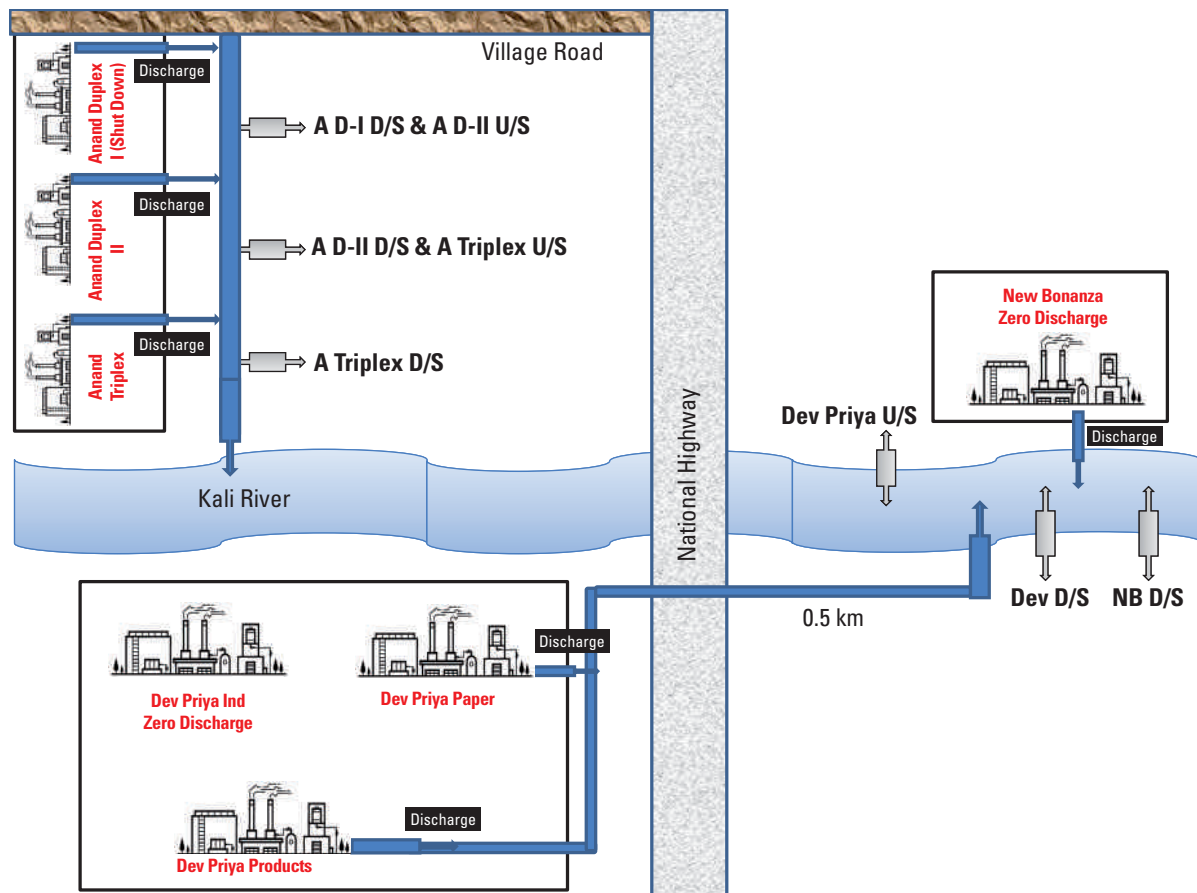 Village Road
Discharge
Anand Duplex
I (Shut Down)
A D-I D/S & A D-II U/S
Discharge
Anand Duplex
II
A D-II D/S & A Triplex U/S
Discharge
Anand
Triplex
A Triplex D/S
National Highway
New Bonanza
Zero Discharge
Dev Priya U/S
Discharge
Kali River
Dev D/S
NB D/S
0.5 km
Discharge
Dev Priya Ind
Zero Discharge
Dev Priya Paper
Discharge
Dev Priya Products